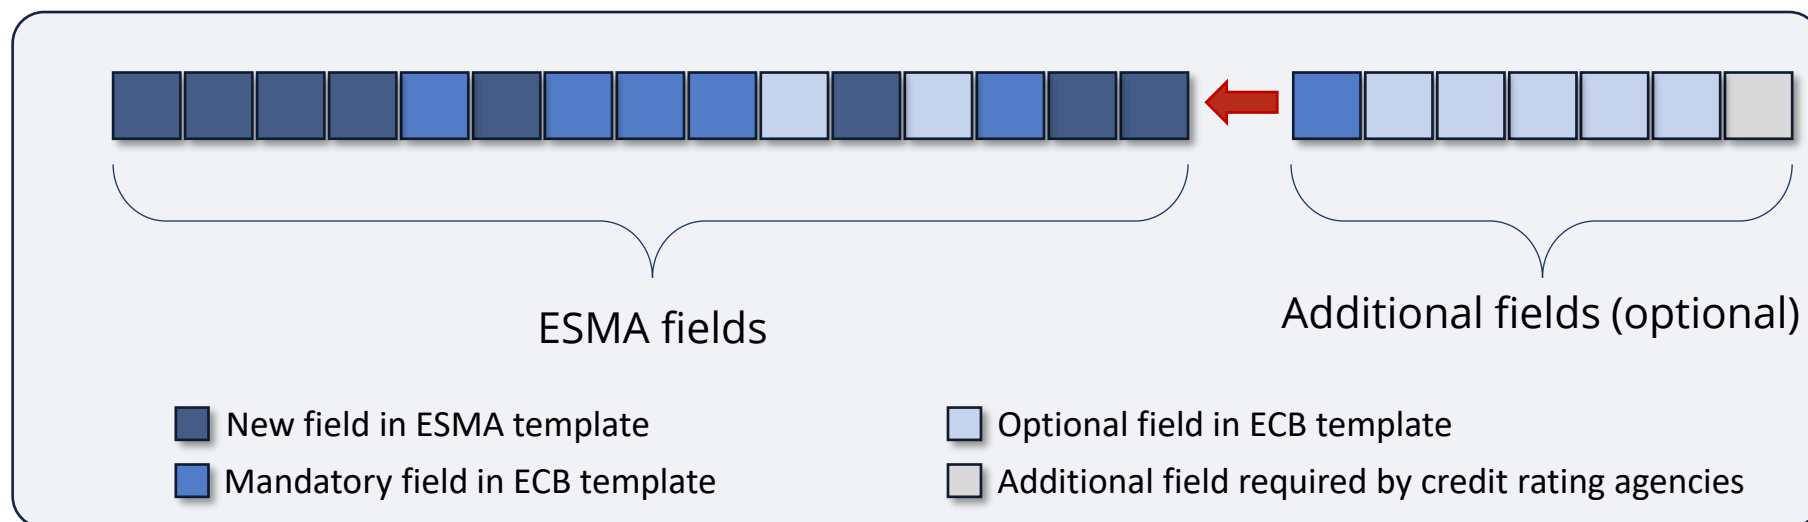 ESMA fields
Additional fields (optional)
New field in ESMA template
Optional field in ECB template
Mandatory field in ECB template
Additional field required by credit rating agencies